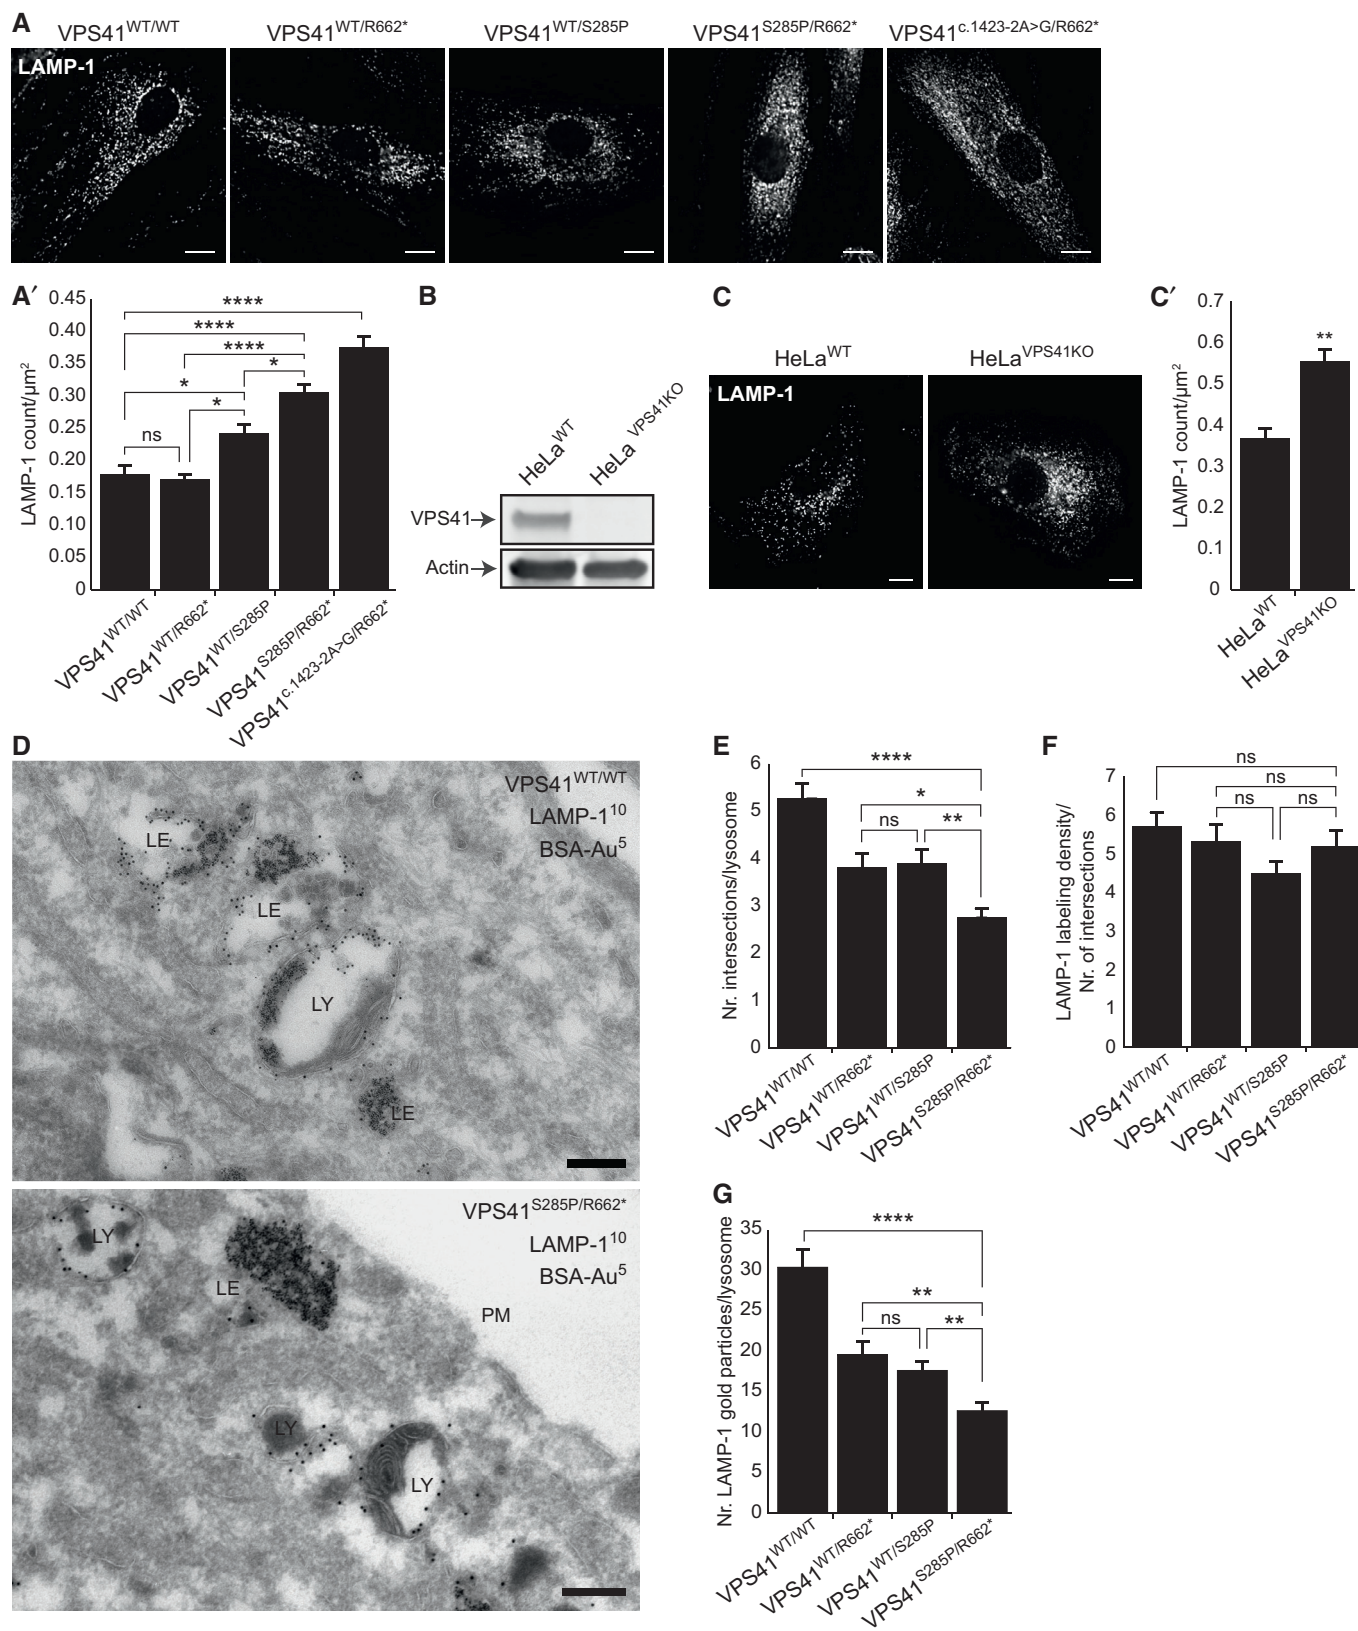 A
VPS41WT/WT VPS41WT/R662* VPS41WT/S285P VPS41S285P/R662* VPS41c.1423-2A>G/R662*
LAMP-1
A′ B C C′
LAMP-1 count/µm2
0.45
0.40
0.35
0.30
0.25
0.20
0.15
0.10
0.05
0
****
****
****
*
*
*
ns
VPS41WT/WT
VPS41WT/R662*
VPS41WT/S285P
VPS41S285P/R662*
VPS41c.1423-2A>G/R662*
HeLaWT
HeLaVPS41KO
VPS41
Actin
HeLaWT HeLaVPS41KO
LAMP-1
LAMP-1 count/µm2
0.7
0.6
0.5
0.4
0.3
0.2
0.1
0
**
HeLaWT
HeLaVPS41KO
D
VPS41WT/WT
LAMP-110
BSA-Au5
LE
LE
LY
LE
VPS41S285P/R662*
LAMP-110
BSA-Au5
LY
LE
PM
LY
LY
E
Nr. intersections/lysosome
6
5
4
3
2
1
0
****
*
ns **
VPS41WT/WT
VPS41WT/R662*
VPS41WT/S285P
VPS41S285P/R662*
F
LAMP-1 labeling density/
Nr. of intersections
7
6
5
4
3
2
1
0
ns
ns
ns ns
VPS41WT/WT
VPS41WT/R662*
VPS41WT/S285P
VPS41S285P/R662*
G
Nr. LAMP-1 gold particles/lysosome
35
30
25
20
15
10
5
0
****
**
ns **
VPS41WT/WT
VPS41WT/R662*
VPS41WT/S285P
VPS41S285P/R662*